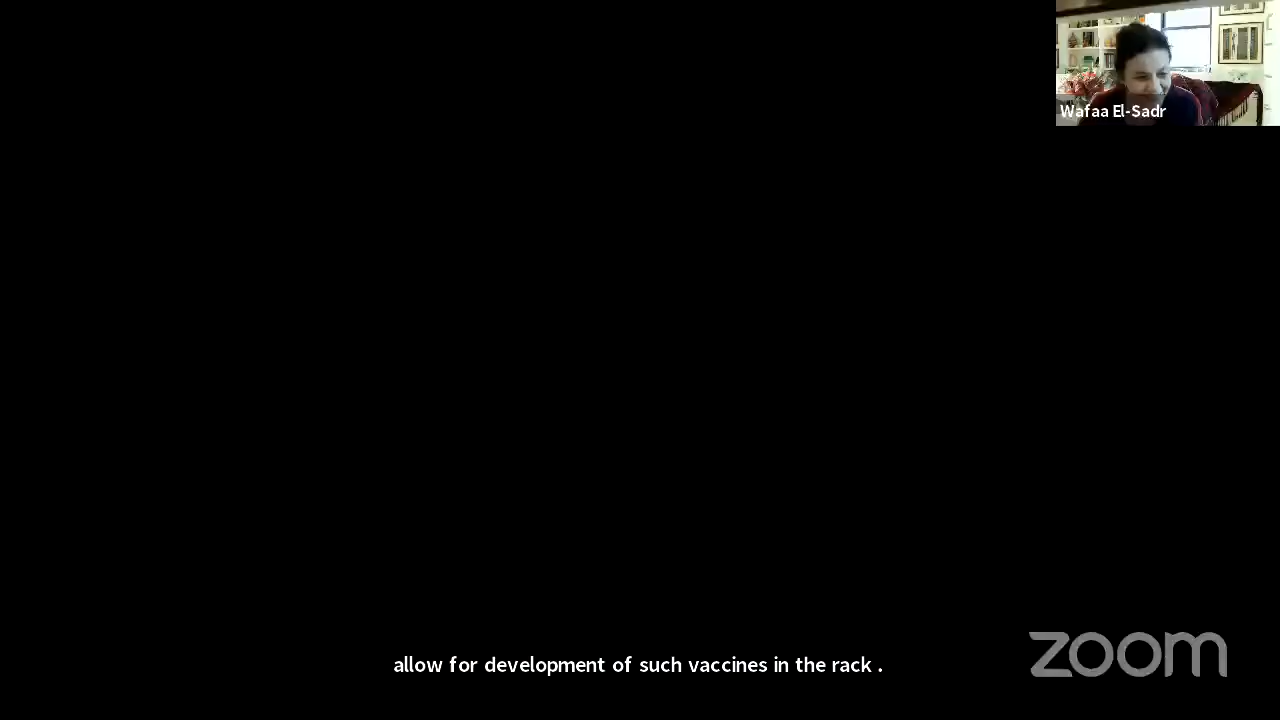 Wafaa El-Sadr
allow for development of such vaccines in the rack .
zoom